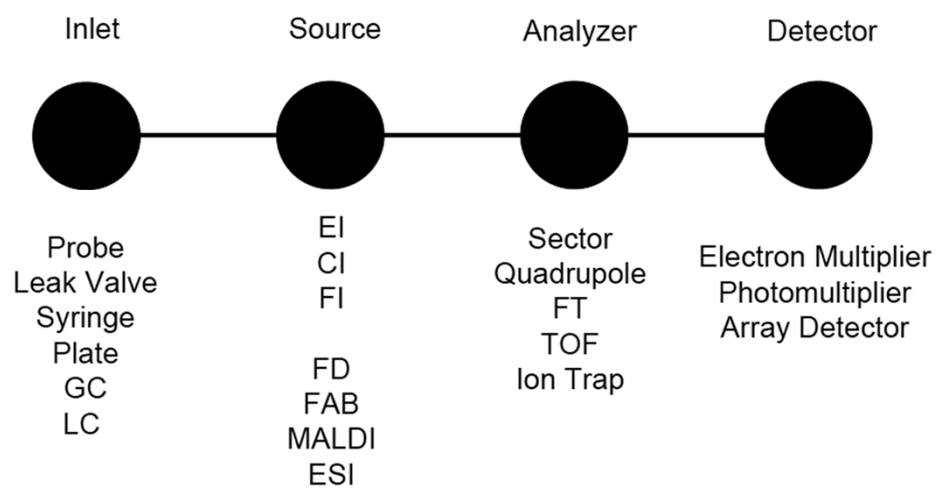 Inlet
Source
Analyzer
Detector
Probe
Leak Valve
Syringe
Plate
GC
LC
EI
CI
FI
FD
FAB
MALDI
ESI
Sector
Quadrupole
FT
TOF
Ion Trap
Electron Multiplier
Photomultiplier
Array Detector